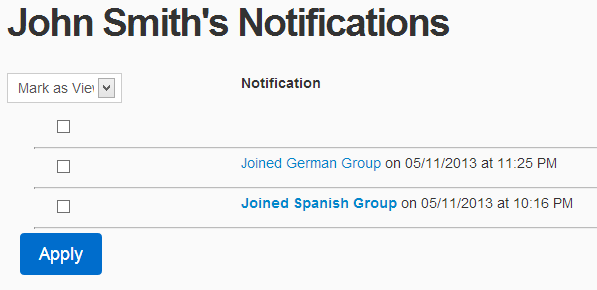 John Smith's Notifications
Mark as Viev
Notification
Joined German Group on 05/11/2013 at 11:25 PM
Joined Spanish Group on 05/11/2013 at 10:16 PM
Apply